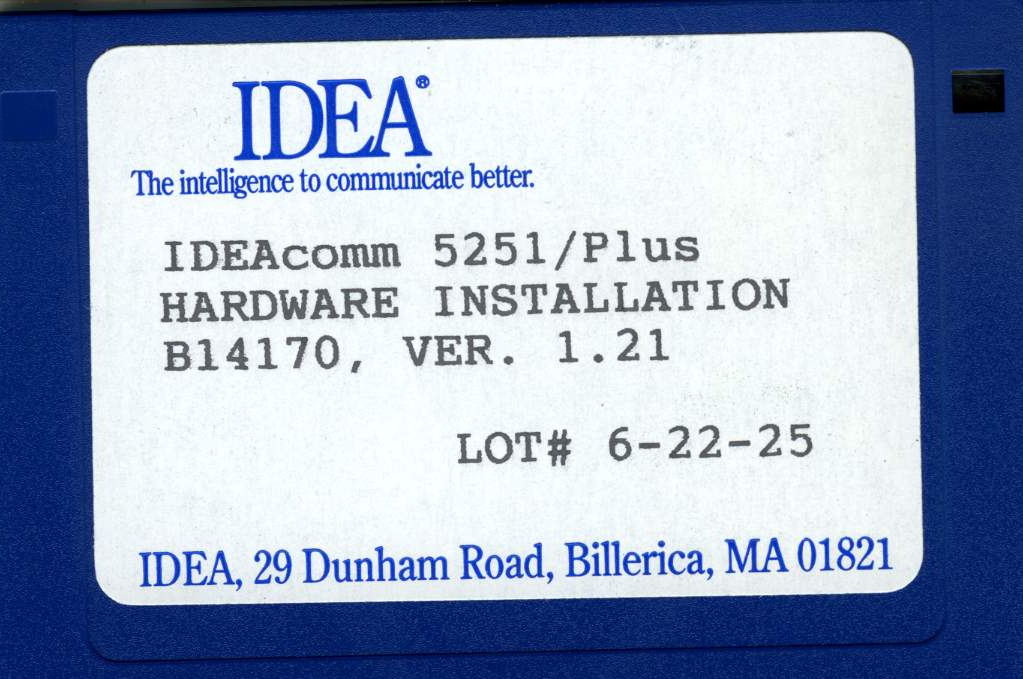 IDEA®
The intelligence to communicate better.
IDEAcomm 5251/Plus
HARDWARE INSTALLATION
B14170, VER. 1.21
LOT# 6-22-25
IDEA, 29 Dunham Road, Billerica, MA 01821